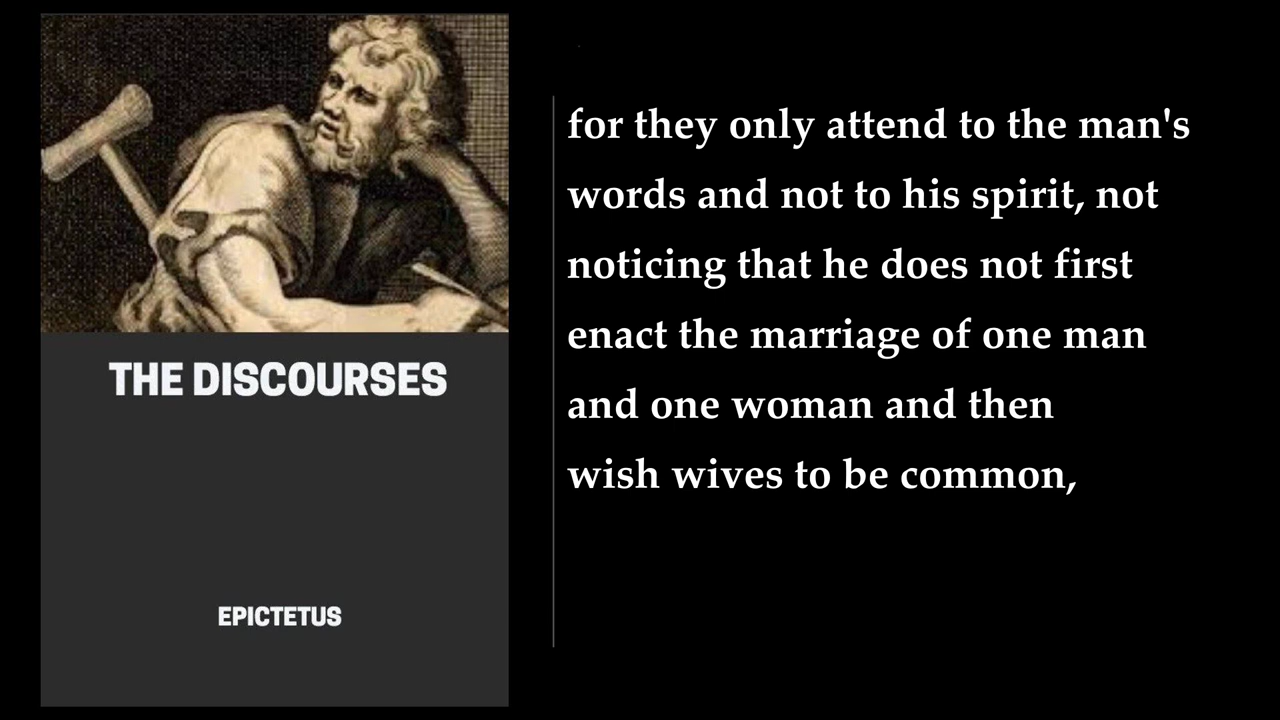 THE DISCOURSES
EPICTETUS
for they only attend to the man's
words and not to his spirit, not
noticing that he does not first
enact the marriage of one man
and one woman and then
wish wives to be common,